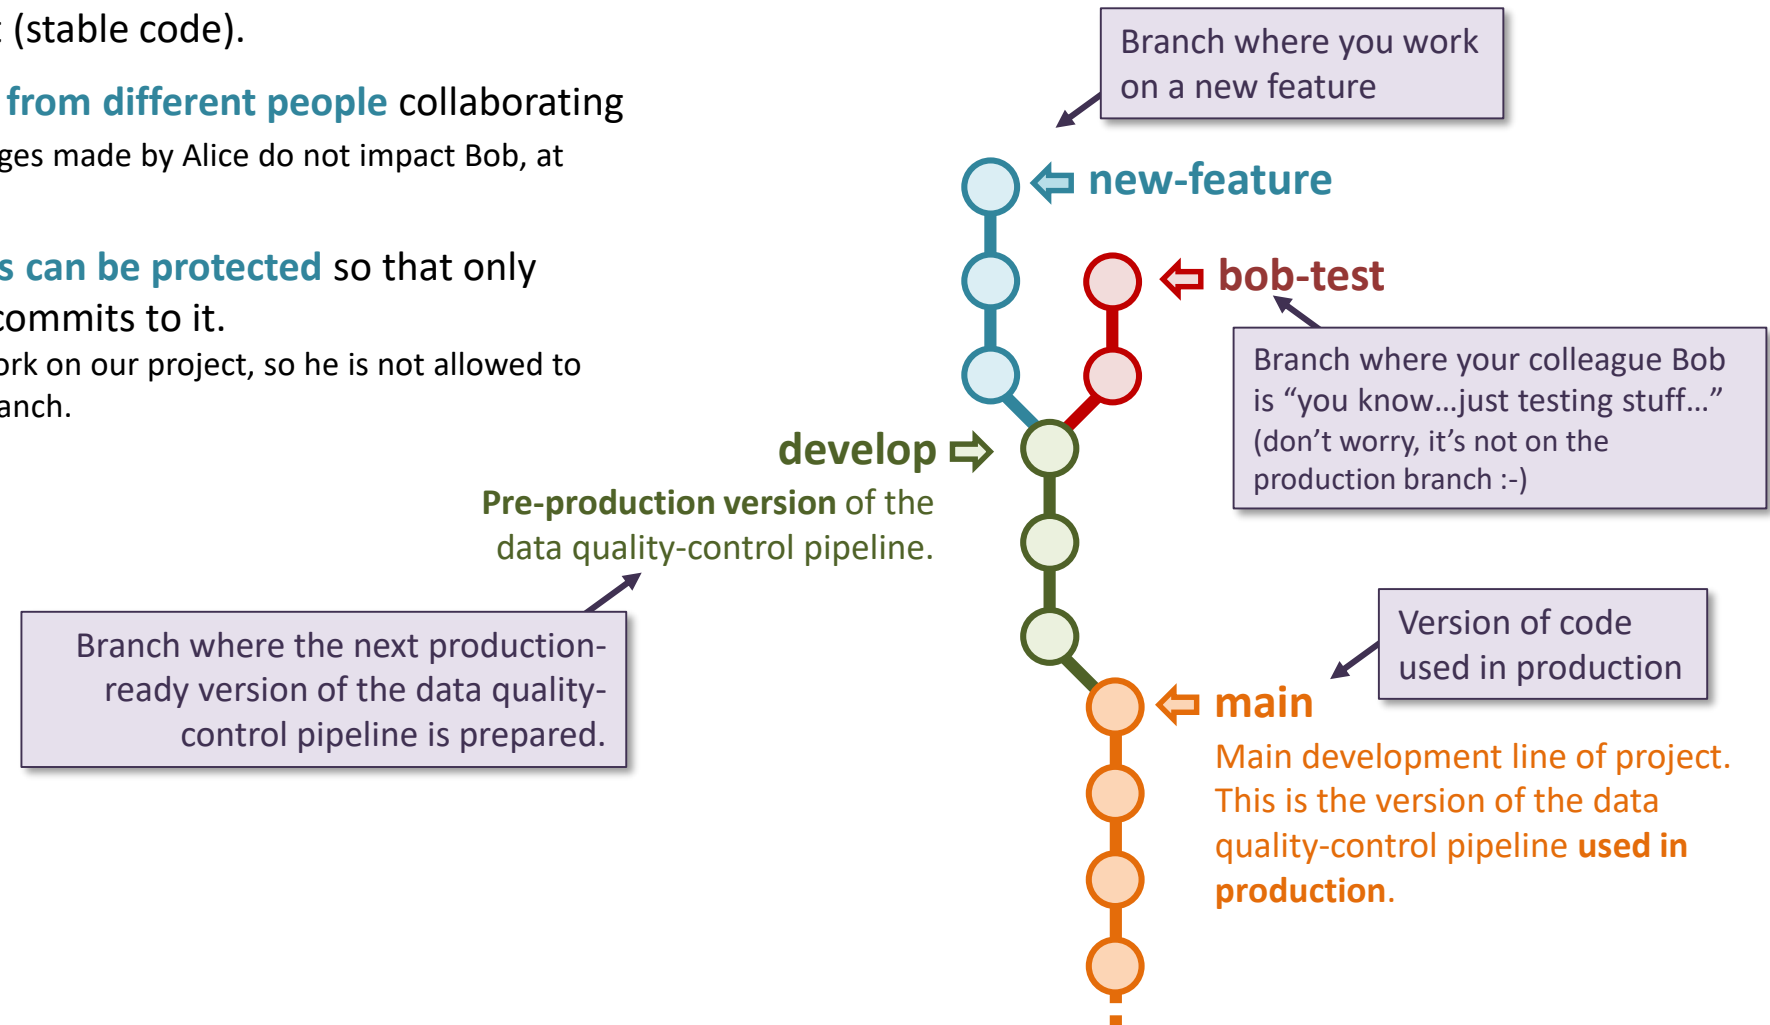 (stable code).
from different people collaborating
ges made by Alice do not impact Bob, at
s can be protected so that only
commits to it.
ork on our project, so he is not allowed to
anch.
Branch where you work
on a new feature
new-feature
bob-test
Branch where your colleague Bob
is “you know…just testing stuff…”
(don’t worry, it’s not on the
production branch :-)
develop
Pre-production version of the
data quality-control pipeline.
Branch where the next production-
ready version of the data quality-
control pipeline is prepared.
Version of code
used in production
main
Main development line of project.
This is the version of the data
quality-control pipeline used in
production.